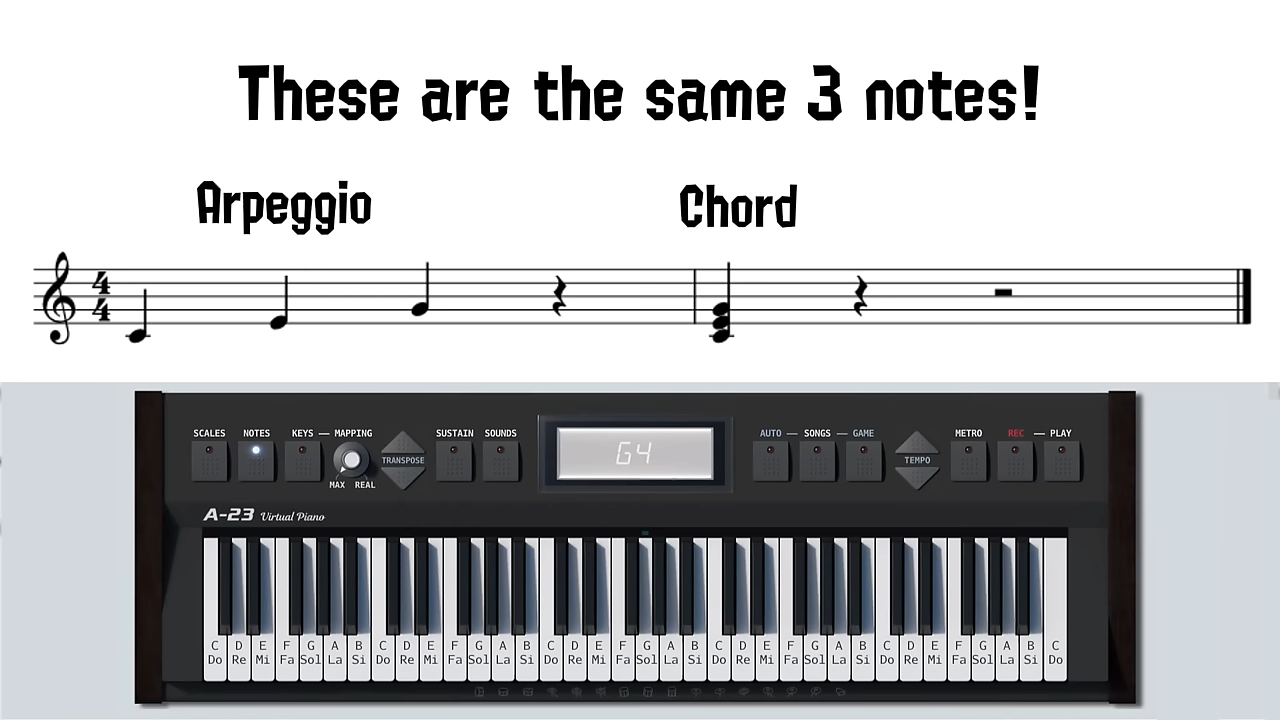 These are the same 3 notes!
Arpeggio
Chord
4
4
SCALES NOTES KEYS — MAPPING SUSTAIN SOUNDS AUTO — SONGS — GAME METRO REC — PLAY
G4
TRANSPOSE TEMPO
MAX REAL
A-23 Virtual Piano
C D E F G A B C D E F G A B C D E F G A B C D E F G A B C D E F G A B C
Do Re Mi Fa Sol La Si Do Re Mi Fa Sol La Si Do Re Mi Fa Sol La Si Do Re Mi Fa Sol La Si Do Re Mi Fa Sol La Si Do